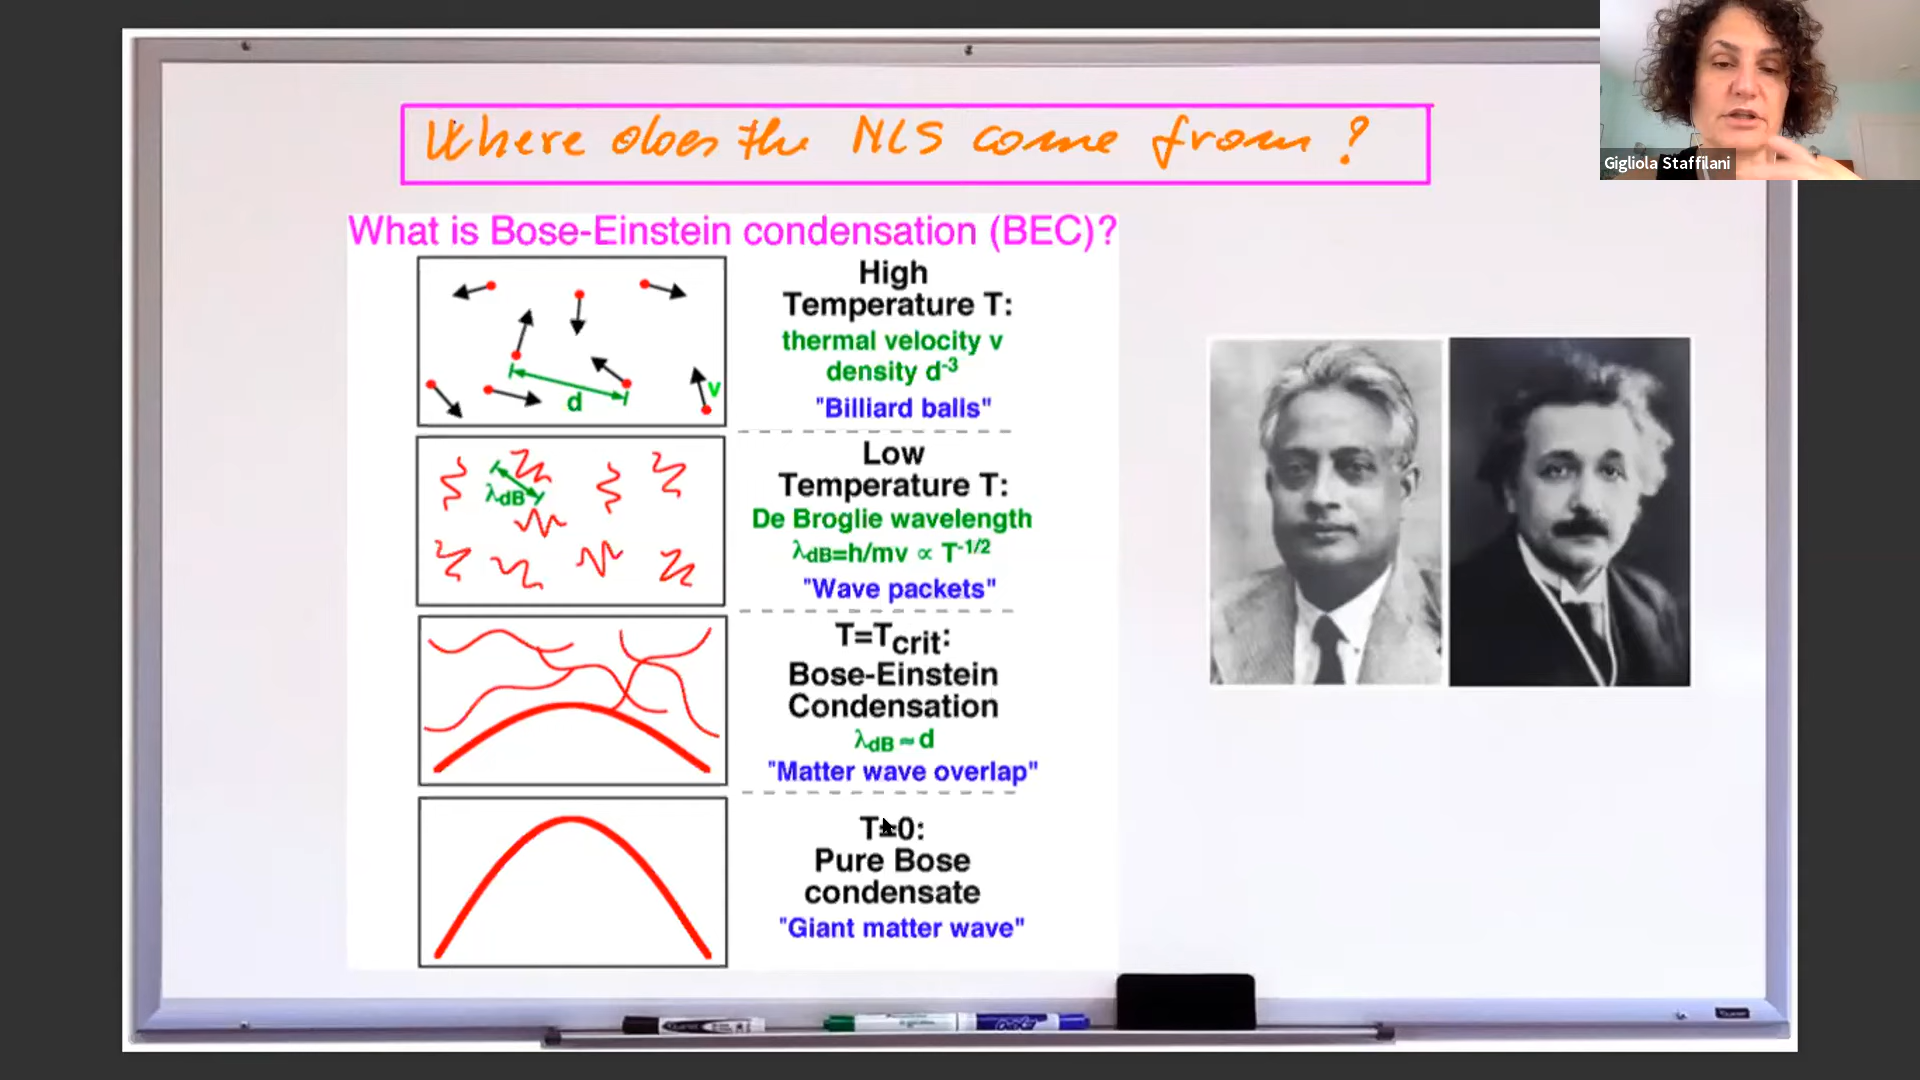 Where does the NLS come from?
Gigliola Staffilani
What is Bose-Einstein condensation (BEC)?
High
Temperature T:
thermal velocity v
density d⁻³
"Billiard balls"
d
v
Low
Temperature T:
De Broglie wavelength
λdB=h/mv ∝ T⁻¹/²
"Wave packets"
λdB
T=Tcrit:
Bose-Einstein
Condensation
λdB ≈ d
"Matter wave overlap"
T=0:
Pure Bose
condensate
"Giant matter wave"